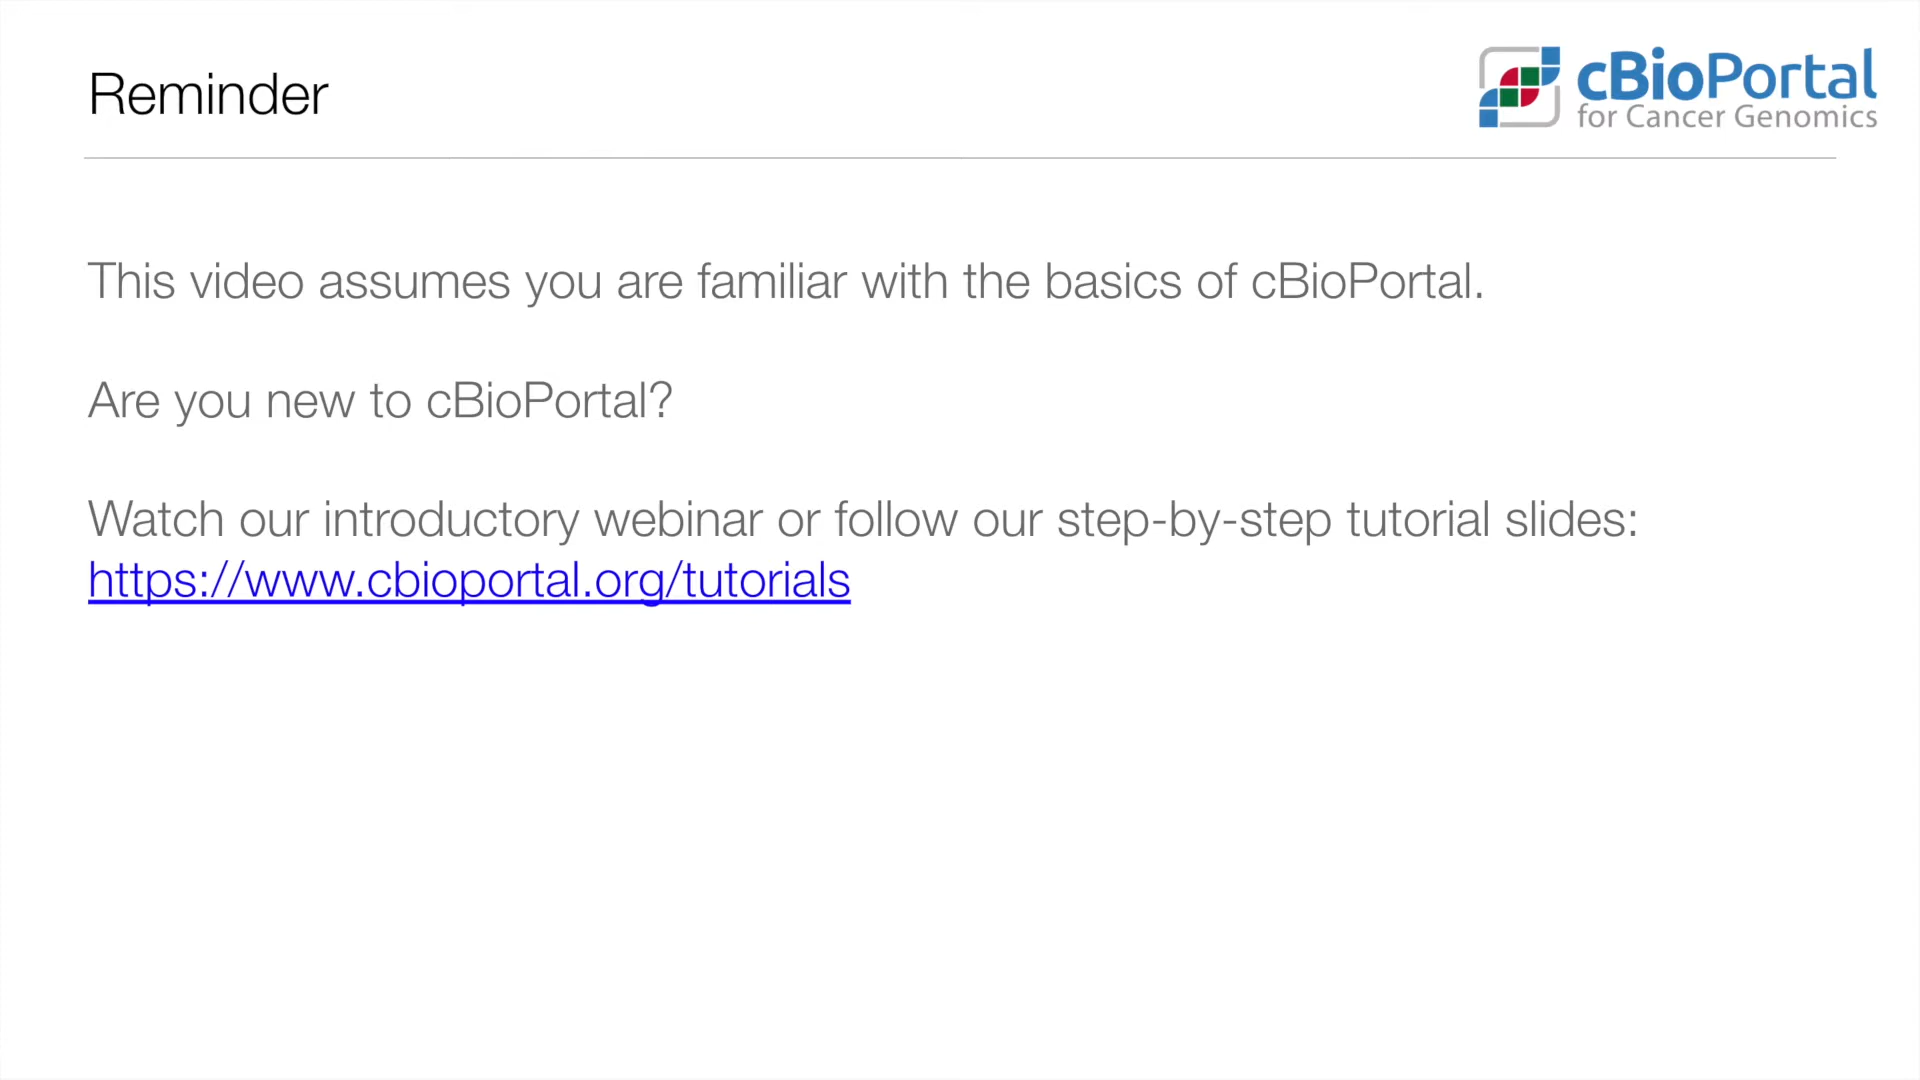 Reminder
cBioPortal
for Cancer Genomics
This video assumes you are familiar with the basics of cBioPortal.
Are you new to cBioPortal?
Watch our introductory webinar or follow our step-by-step tutorial slides:
https://www.cbioportal.org/tutorials